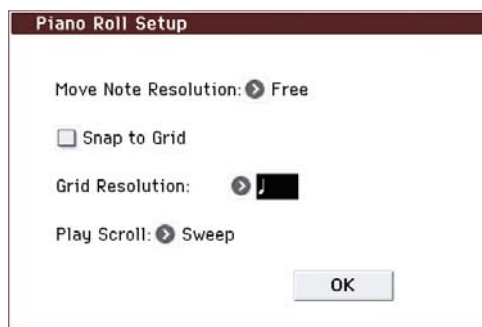 Piano Roll Setup
Move Note Resolution: Free
Snap to Grid
Grid Resolution: ♩
Play Scroll: Sweep
OK